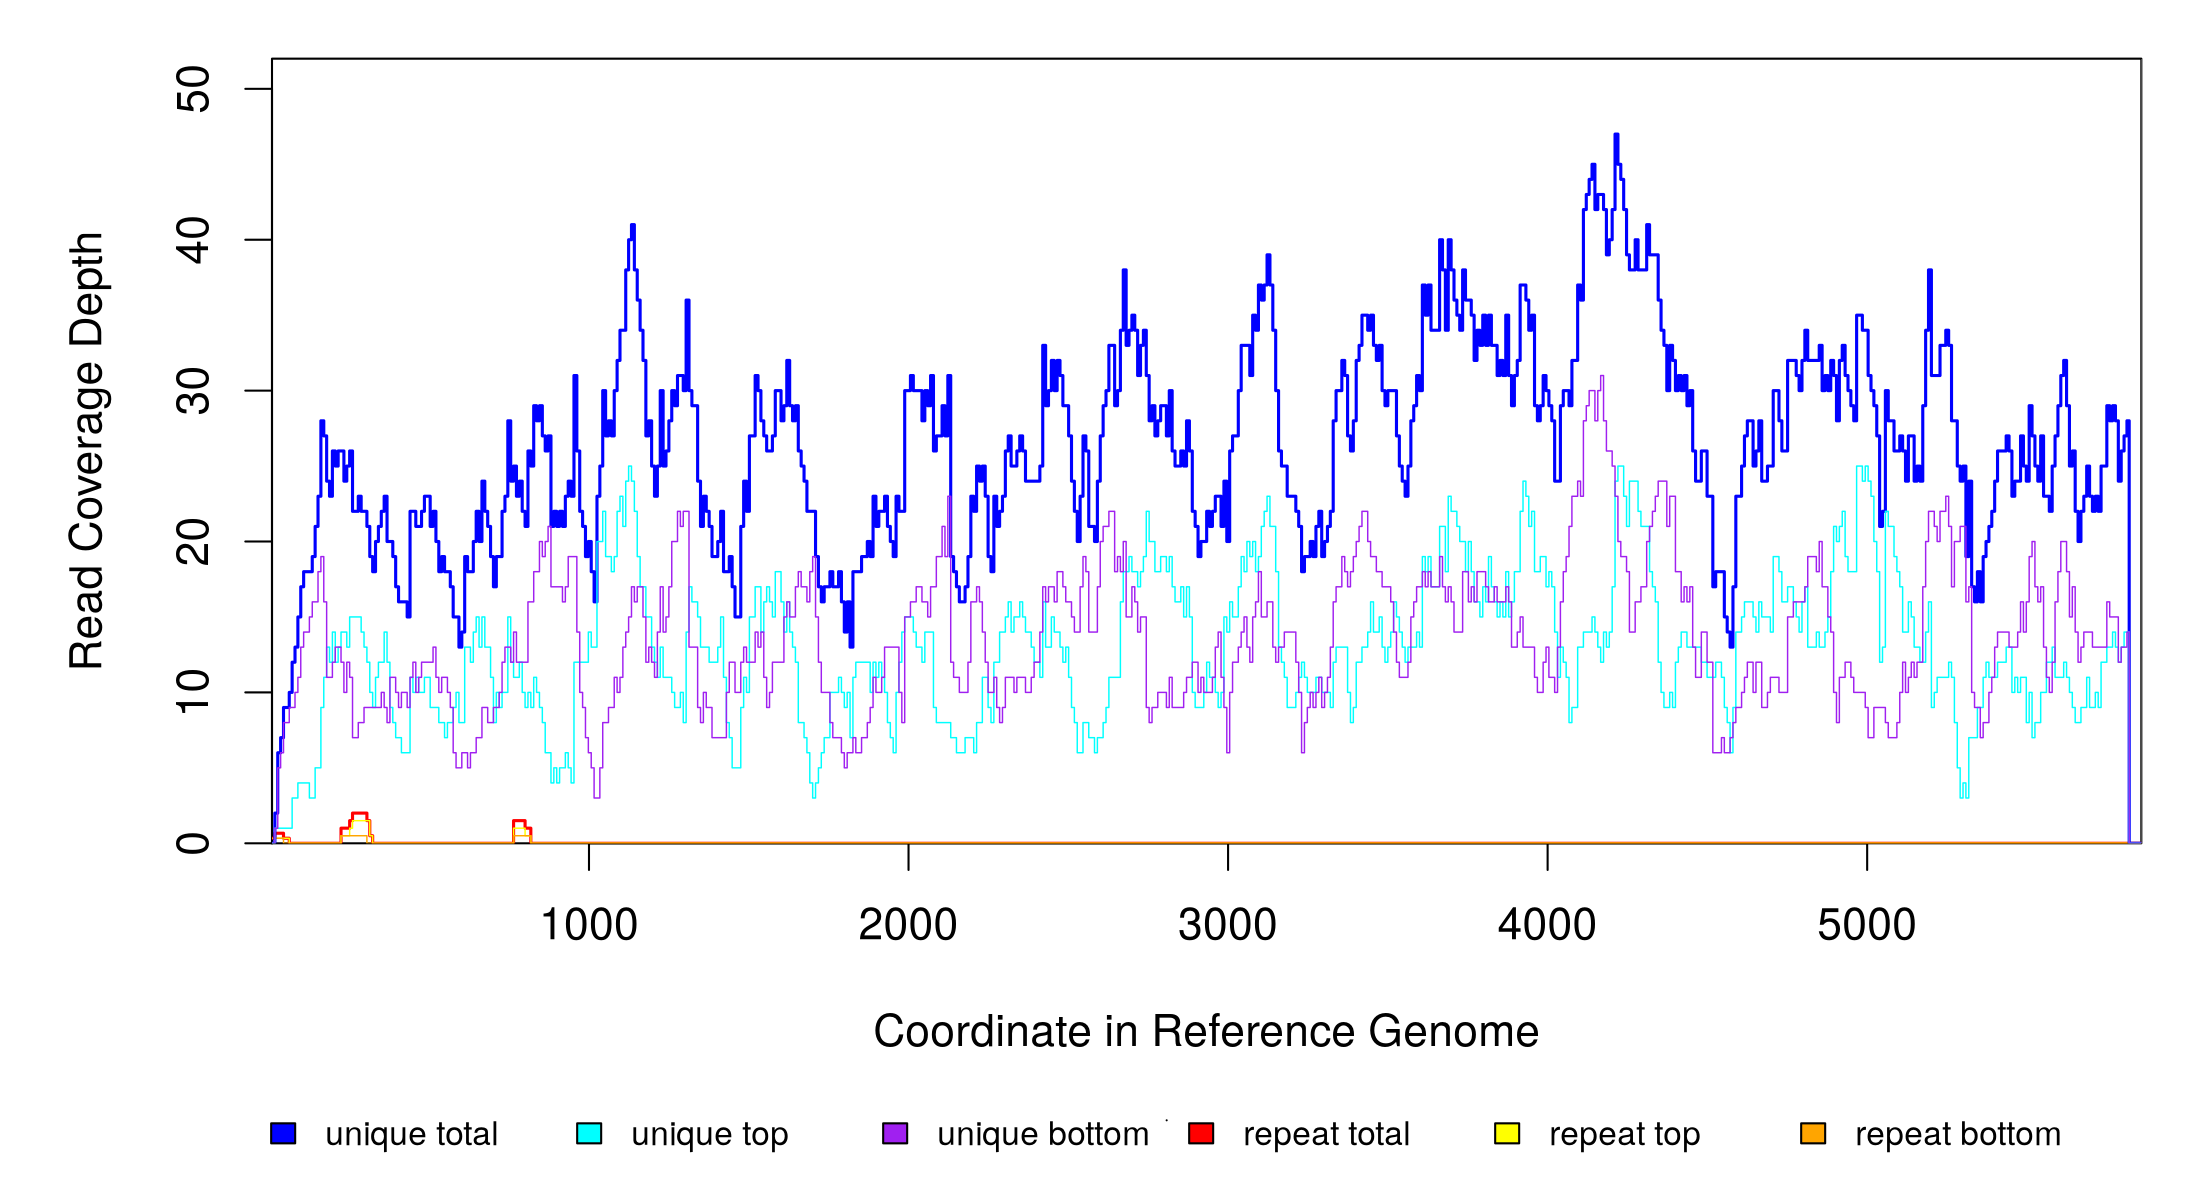 Read Coverage Depth
50
40
30
20
10
0
1000 2000 3000 4000 5000
Coordinate in Reference Genome
unique total unique top unique bottom repeat total repeat top repeat bottom